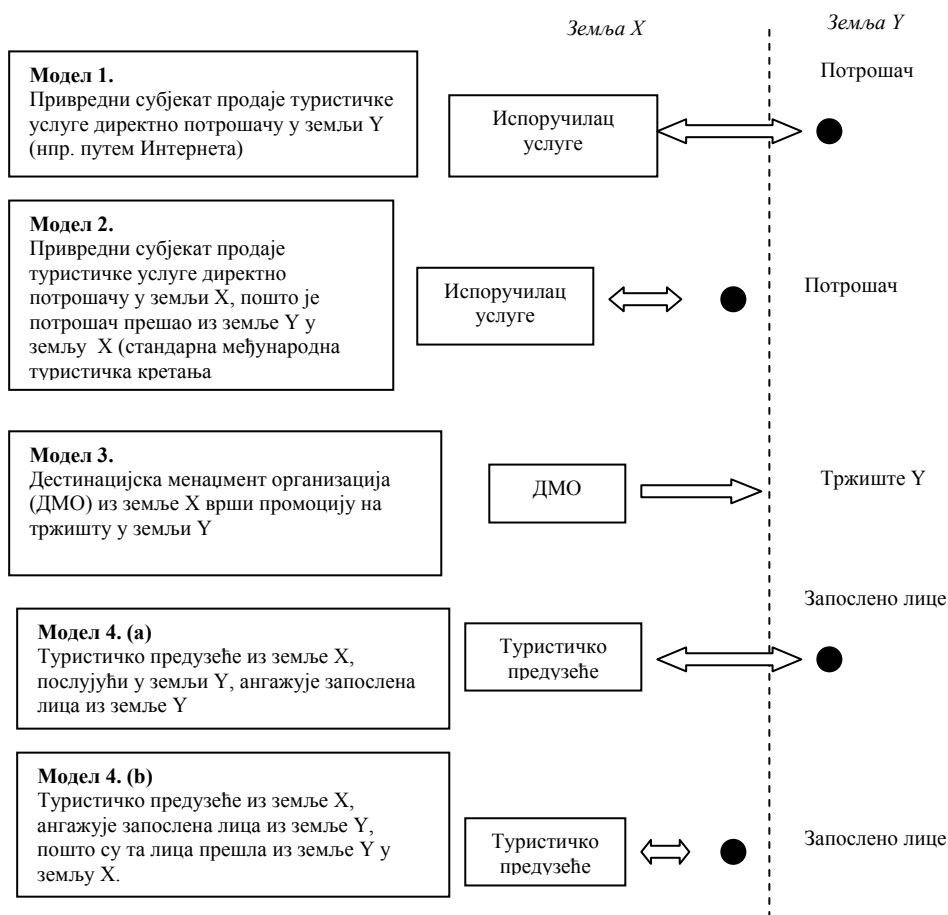 Земља X
Земља Y
Модел 1.
Привредни субјекат продаје туристичке
услуге директно потрошачу у земљи Y
(нпр. путем Интернета)
Испоручилац
услуге
Потрошач
Модел 2.
Привредни субјекат продаје
туристичке услуге директно
потрошачу у земљи X, пошто је
потрошач прешао из земље Y у
земљу X (стандарна међународна
туристичка кретања
Испоручилац
услуге
Потрошач
Модел 3.
Дестинацијска менаџмент организација
(ДМО) из земље X врши промоцију на
тржишту у земљи Y
ДМО
Тржиште Y
Модел 4. (a)
Туристичко предузеће из земље X,
послујући у земљи Y, ангажује запослена
лица из земље Y
Туристичко
предузеће
Запослено лице
Модел 4. (b)
Туристичко предузеће из земље X,
ангажује запослена лица из земље Y,
пошто су та лица прешла из земље Y у
земљу X.
Туристичко
предузеће
Запослено лице